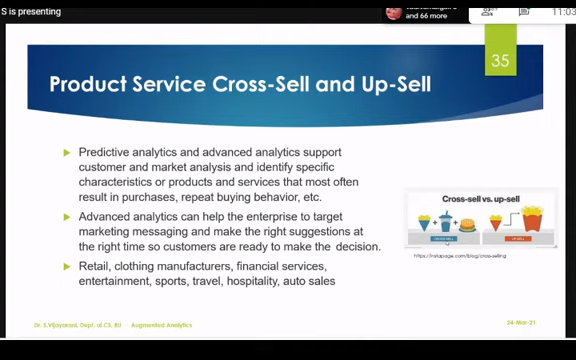 S is presenting
and 66 more
11:03
35
Product Service Cross-Sell and Up-Sell
Predictive analytics and advanced analytics support
customer and market analysis and identify specific
characteristics or products and services that most often
result in purchases, repeat buying behavior, etc.
Advanced analytics can help the enterprise to target
marketing messaging and make the right suggestions at
the right time so customers are ready to make the decision.
Retail, clothing manufacturers, financial services,
entertainment, sports, travel, hospitality, auto sales
Cross-sell vs. up-sell
https://instapage.com/blog/cross-selling
Dr. S.Vijayarani, Dept. of CS, BU Augmented Analytics
24-Mar-21